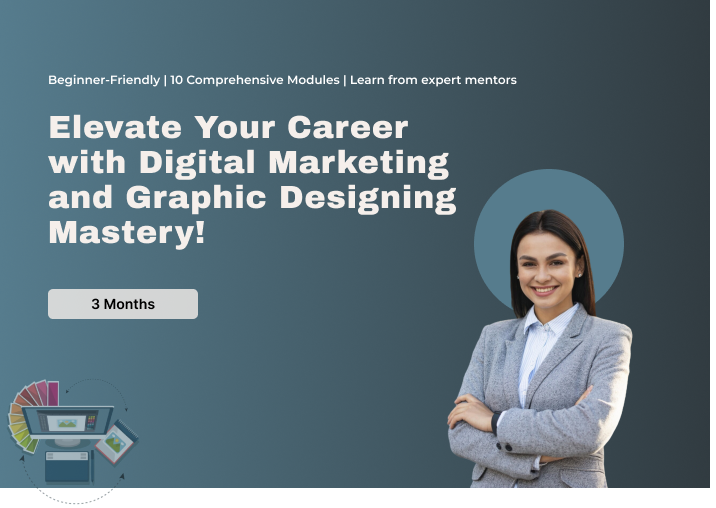 Beginner-Friendly | 10 Comprehensive Modules | Learn from expert mentors
Elevate Your Career
with Digital Marketing
and Graphic Designing
Mastery!
3 Months